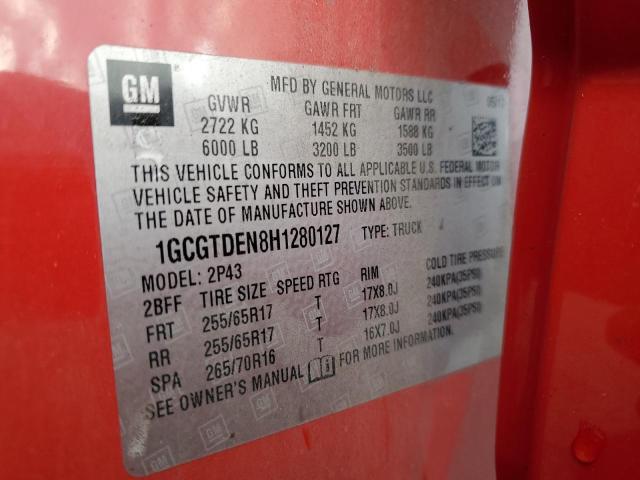 GM
MFD BY GENERAL MOTORS LLC
GVWR GAWR FRT GAWR RR
2722 KG 1452 KG 1588 KG
6000 LB 3200 LB 3500 LB
THIS VEHICLE CONFORMS TO ALL APPLICABLE U.S. FEDERAL MOTOR
VEHICLE SAFETY AND THEFT PREVENTION STANDARDS IN EFFECT ON
THE DATE OF MANUFACTURE SHOWN ABOVE.
1GCGTDEN8H1280127 TYPE: TRUCK
MODEL: 2P43
2BFF TIRE SIZE SPEED RTG RIM COLD TIRE PRESSURE
FRT 255/65R17 T 17X8.0J 240KPA(35PSI)
RR 255/65R17 T 17X8.0J 240KPA(35PSI)
SPA 265/70R16 T 16X7.0J 240KPA(35PSI)
SEE OWNER'S MANUAL FOR MORE INFORMATION.